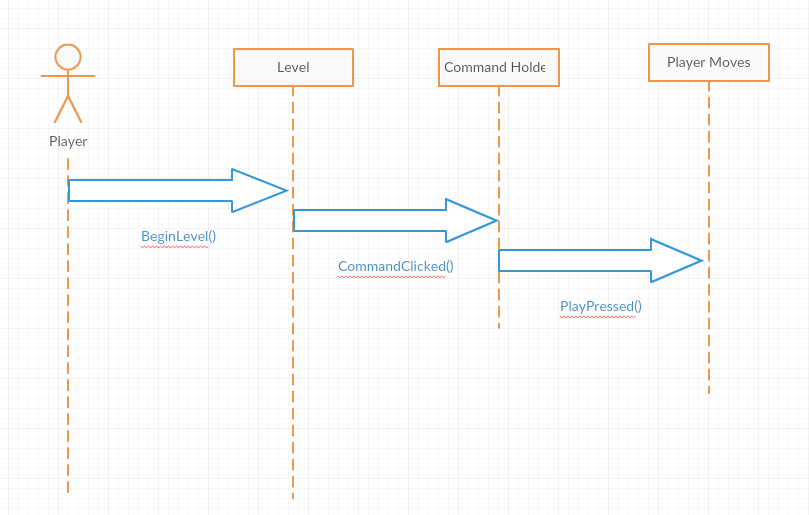 Level
Command Holde
Player Moves
Player
BeginLevel()
CommandClicked()
PlayPressed()